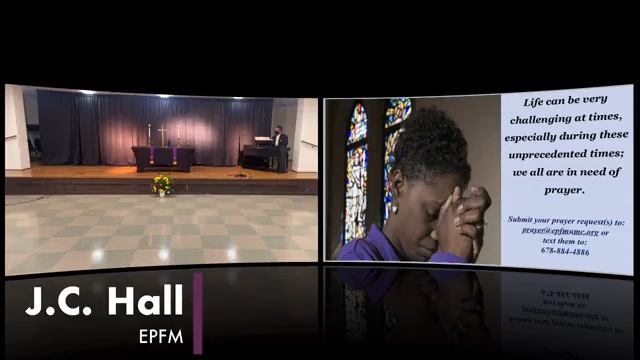 Life can be very
challenging at times,
especially during these
unprecedented times;
we all are in need of
prayer.
Submit your prayer request(s) to:
prayer@epfmumc.org or
text them to:
678-884-4886
J.C. Hall
EPFM